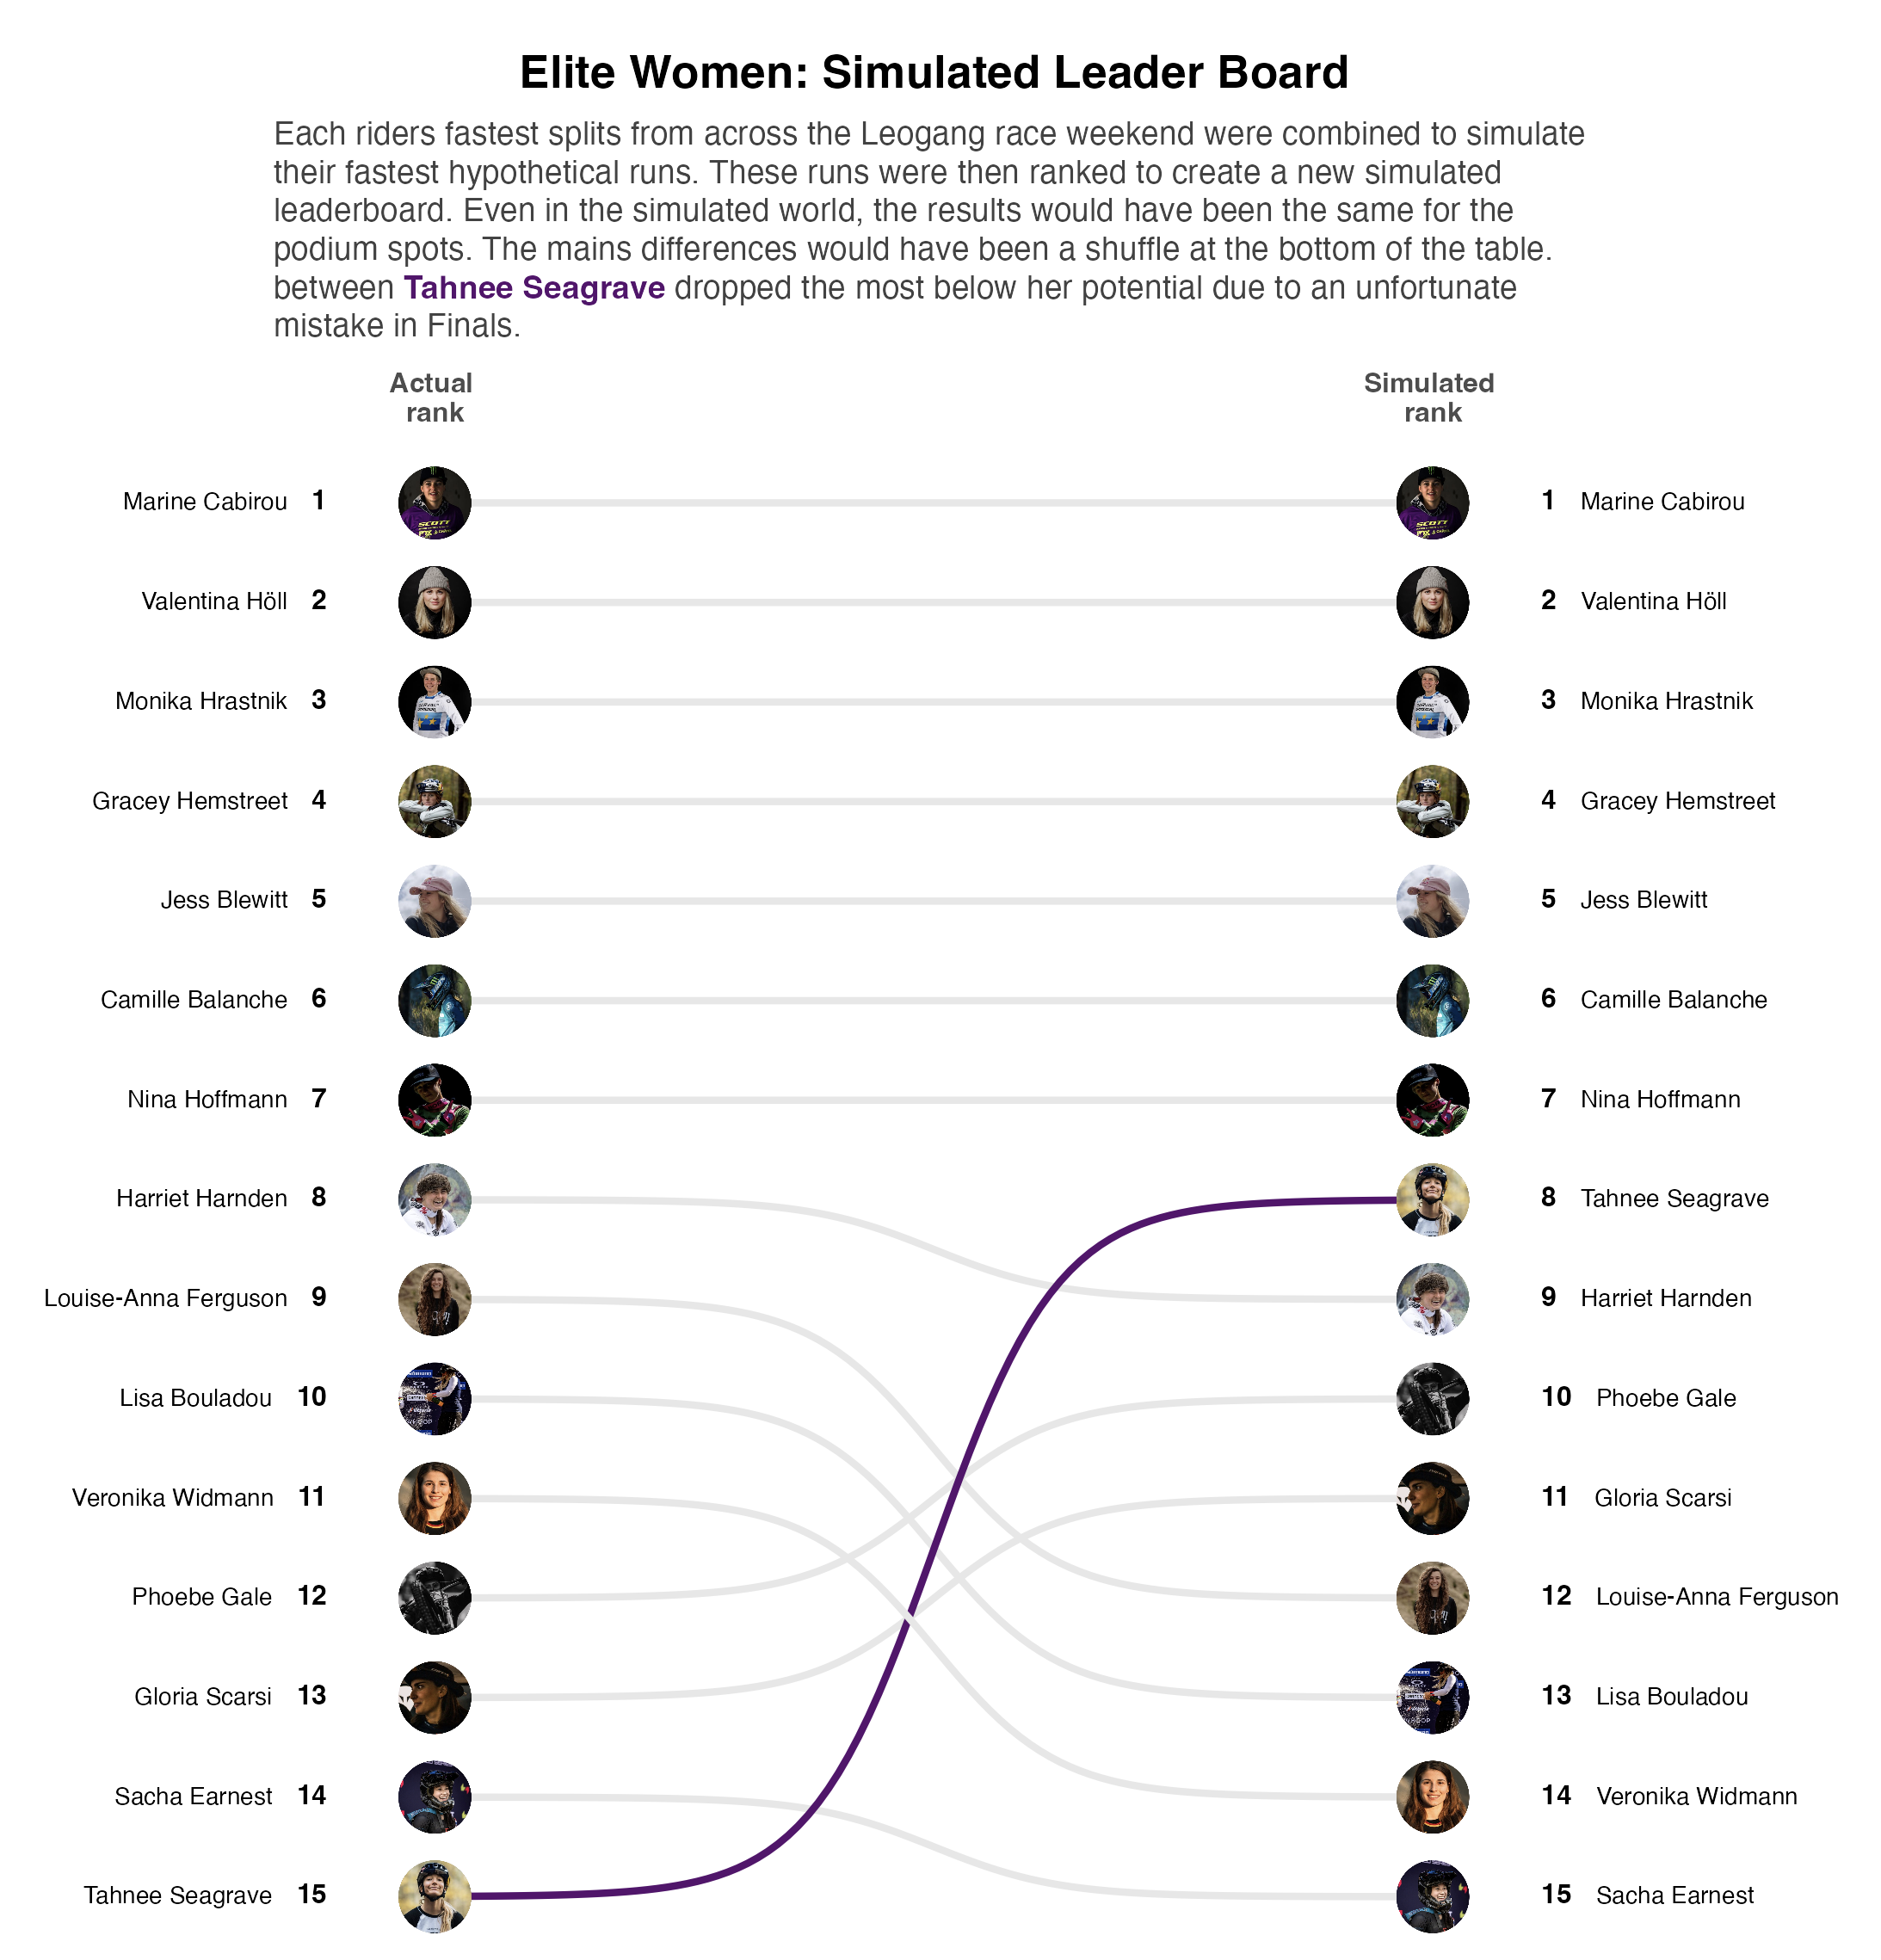 Elite Women: Simulated Leader Board
Each riders fastest splits from across the Leogang race weekend were combined to simulate
their fastest hypothetical runs. These runs were then ranked to create a new simulated
leaderboard. Even in the simulated world, the results would have been the same for the
podium spots. The mains differences would have been a shuffle at the bottom of the table.
between Tahnee Seagrave dropped the most below her potential due to an unfortunate
mistake in Finals.
Actual rank
Simulated rank
Marine Cabirou 1
1 Marine Cabirou
SCOTT
SCOTT
Valentina Höll 2
2 Valentina Höll
Monika Hrastnik 3
3 Monika Hrastnik
Gracey Hemstreet 4
4 Gracey Hemstreet
Jess Blewitt 5
5 Jess Blewitt
Camille Balanche 6
6 Camille Balanche
Nina Hoffmann 7
7 Nina Hoffmann
Harriet Harnden 8
8 Tahnee Seagrave
Louise-Anna Ferguson 9
9 Harriet Harnden
Lisa Bouladou 10
10 Phoebe Gale
Veronika Widmann 11
11 Gloria Scarsi
Phoebe Gale 12
12 Louise-Anna Ferguson
Gloria Scarsi 13
13 Lisa Bouladou
Sacha Earnest 14
14 Veronika Widmann
Tahnee Seagrave 15
15 Sacha Earnest